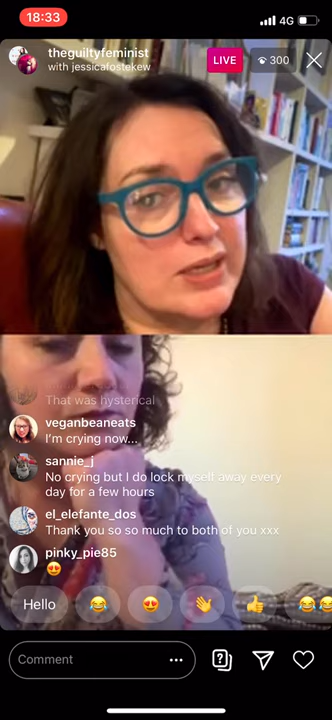 18:33
4G
theguiltyfeminist
with jessicafostekew
LIVE
300
That was hysterical
veganbeaneats
I'm crying now...
sannie_j
No crying but I do lock myself away every
day for a few hours
el_elefante_dos
Thank you so so much to both of you xxx
pinky_pie85
😍
Hello 😂 😍 👋 👍 😂😂
Comment